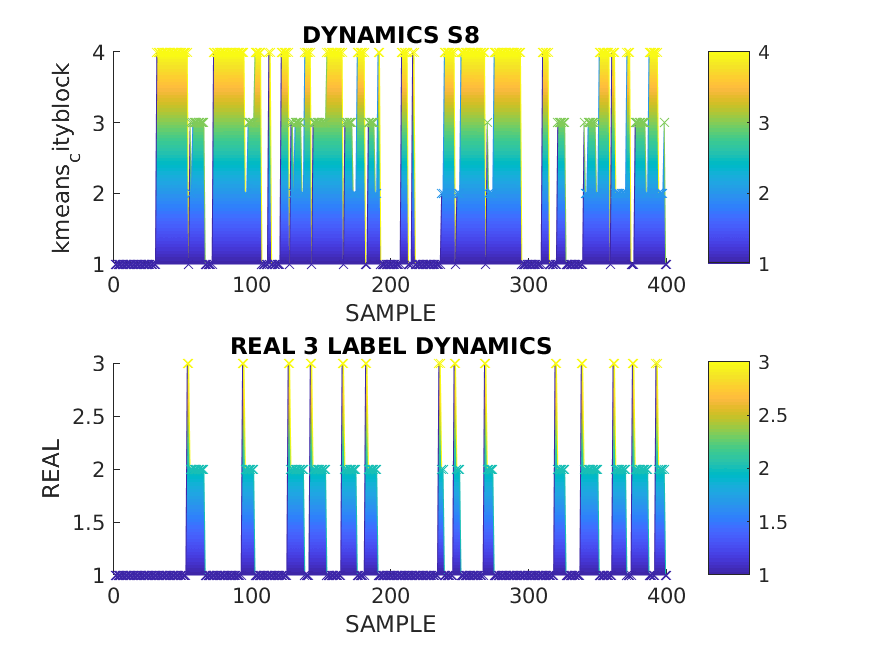 DYNAMICS S8
kmeans_cityblock
4
3
2
1
0 100 200 300 400
SAMPLE
4
3
2
1
REAL 3 LABEL DYNAMICS
REAL
3
2.5
2
1.5
1
0 100 200 300 400
SAMPLE
3
2.5
2
1.5
1